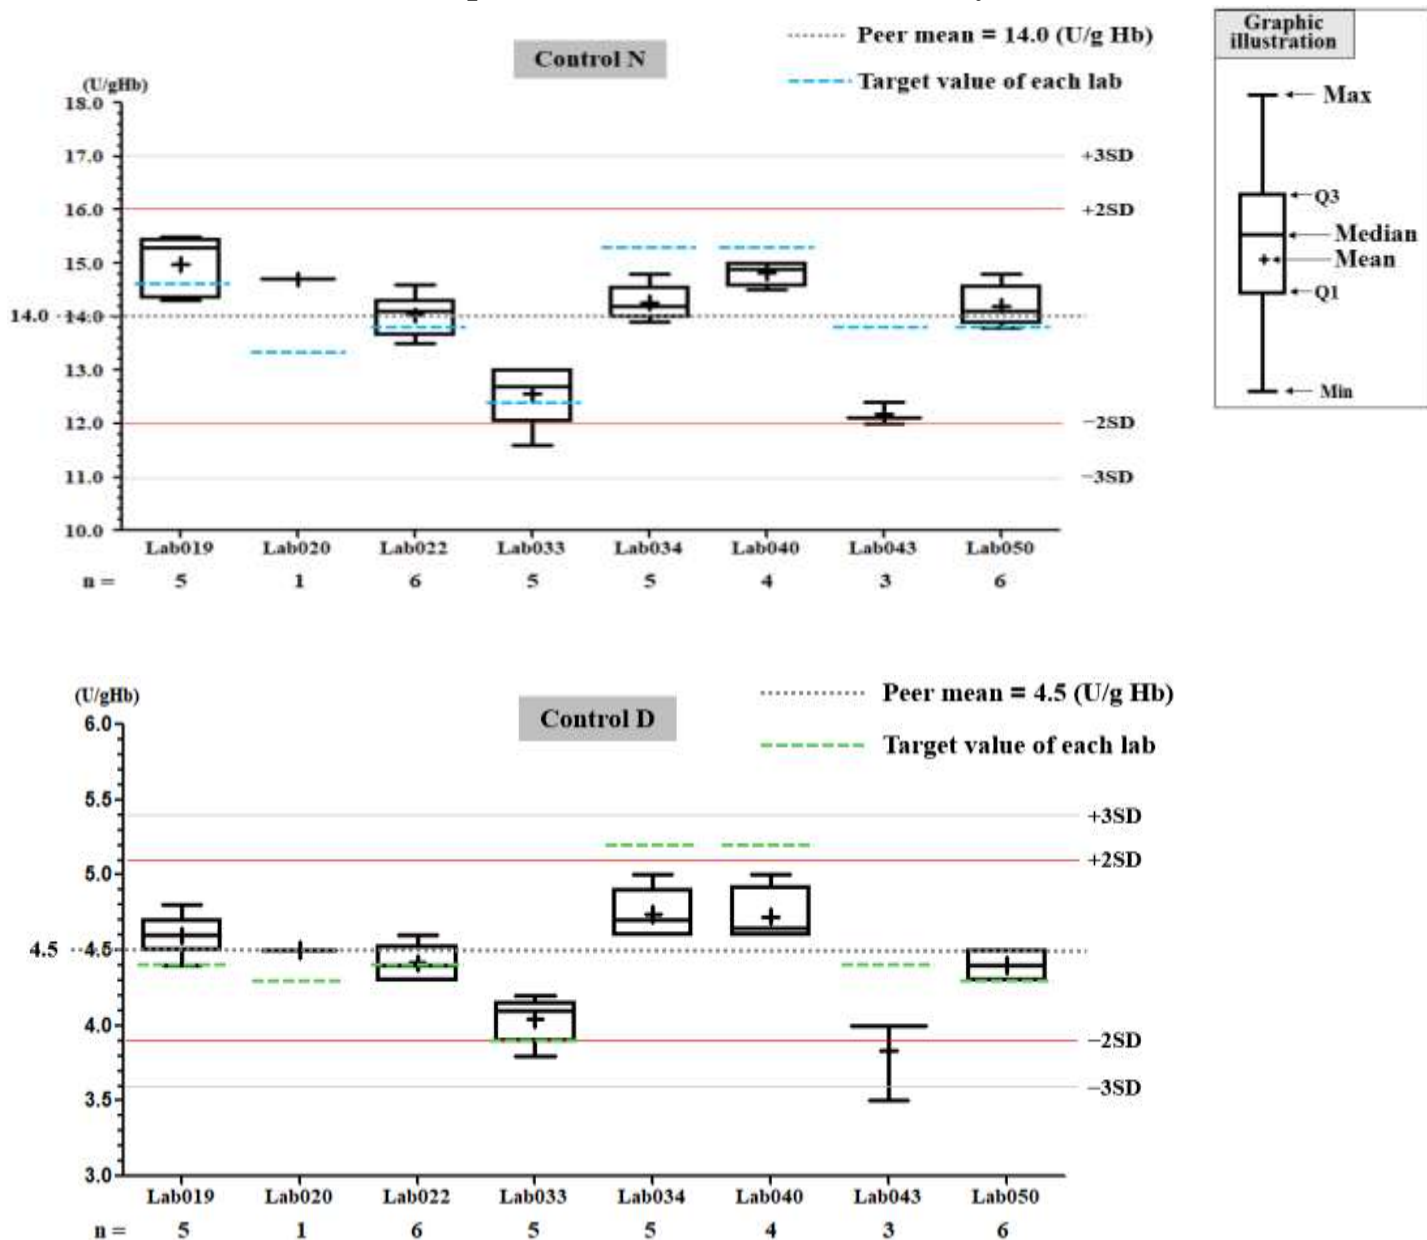 Control N
Peer mean = 14.0 (U/g Hb)
Target value of each lab
Graphic
illustration
Max
Q3
Median
Mean
Q1
Min
(U/gHb)
18.0
17.0
16.0
15.0
14.0 14.0
13.0
12.0
11.0
10.0
+3SD
+2SD
−2SD
−3SD
Lab019 Lab020 Lab022 Lab033 Lab034 Lab040 Lab043 Lab050
n = 5 1 6 5 5 4 3 6
Control D
Peer mean = 4.5 (U/g Hb)
Target value of each lab
(U/gHb)
6.0
5.5
5.0
4.5 4.5
4.0
3.5
3.0
+3SD
+2SD
−2SD
−3SD
Lab019 Lab020 Lab022 Lab033 Lab034 Lab040 Lab043 Lab050
n = 5 1 6 5 5 4 3 6